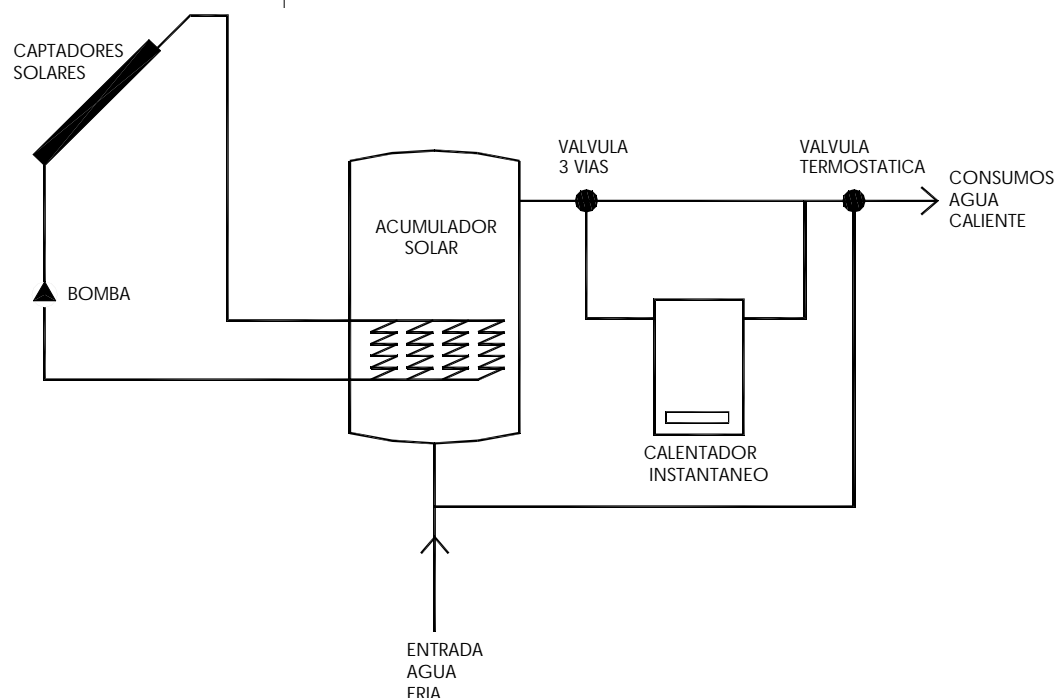 CAPTADORES
SOLARES
VALVULA
3 VIAS
VALVULA
TERMOSTATICA
CONSUMOS
AGUA
CALIENTE
ACUMULADOR
SOLAR
BOMBA
CALENTADOR
INSTANTANEO
ENTRADA
AGUA
FRIA